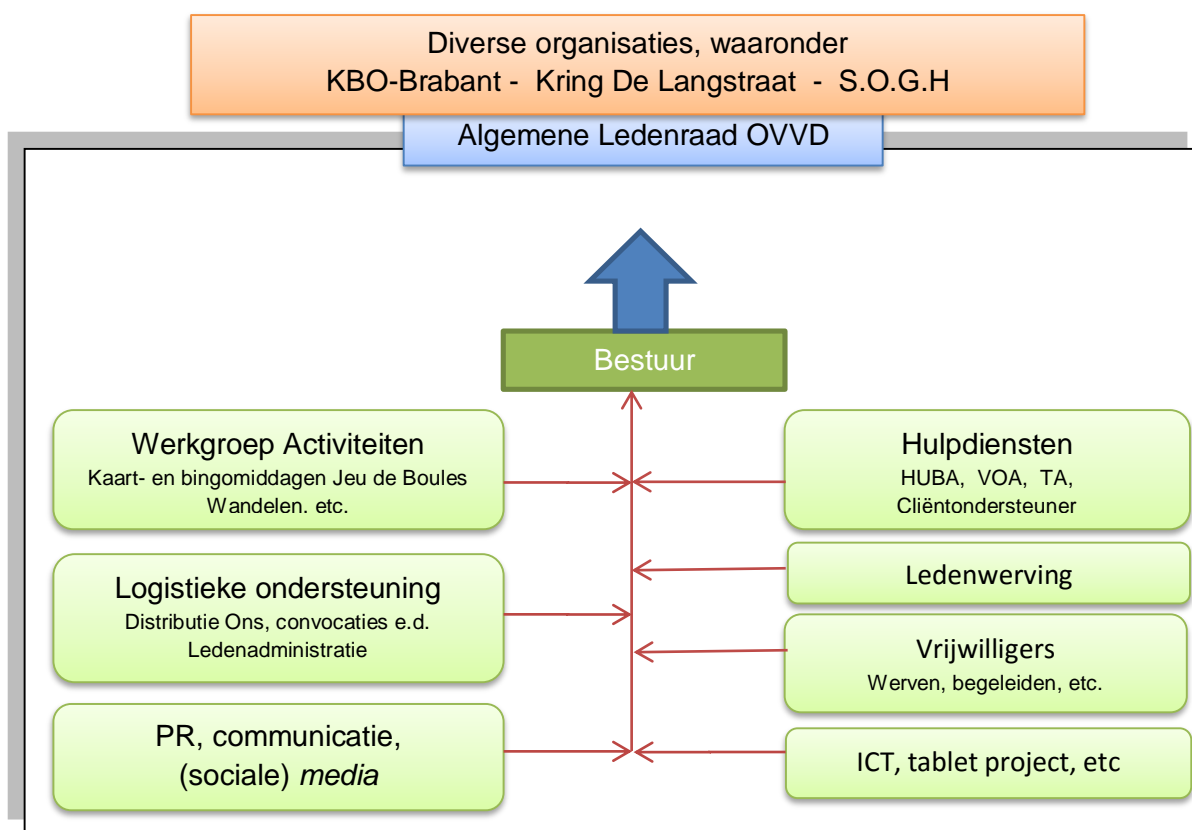 Diverse organisaties, waaronder
KBO-Brabant - Kring De Langstraat - S.O.G.H
Algemene Ledenraad OVVD
Bestuur
Werkgroep Activiteiten
Kaart- en bingomiddagen Jeu de Boules
Wandelen. etc.
Hulpdiensten
HUBA, VOA, TA,
Cliëntondersteuner
Logistieke ondersteuning
Distributie Ons, convocaties e.d.
Ledenadministratie
Ledenwerving
Vrijwilligers
Werven, begeleiden, etc.
PR, communicatie,
(sociale) media
ICT, tablet project, etc